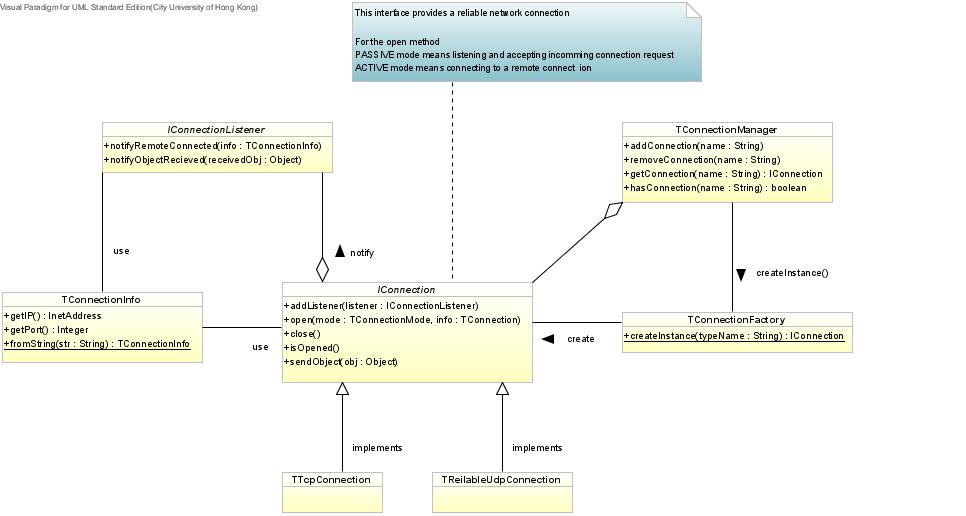 Visual Paradigm for UML Standard Edition(City University of Hong Kong)
This interface provides a reliable network connection
For the open method
PASSIVE mode means listening and accepting incomming connection request
ACTIVE mode means connecting to a remote connect ion
IConnectionListener
+notifyRemoteConnected(info : TConnectionInfo)
+notifyObjectRecieved(receivedObj : Object)
TConnectionManager
+addConnection(name : String)
+removeConnection(name : String)
+getConnection(name : String) : IConnection
+hasConnection(name : String) : boolean
use
notify
createInstance()
TConnectionInfo
+getIP() : InetAddress
+getPort() : Integer
+fromString(str : String) : TConnectionInfo
use
IConnection
+addListener(listener : IConnectionListener)
+open(mode : TConnectionMode, info : TConnection)
+close()
+isOpened()
+sendObject(obj : Object)
create
TConnectionFactory
+createInstance(typeName : String) : IConnection
implements
implements
TTcpConnection
TReilableUdpConnection